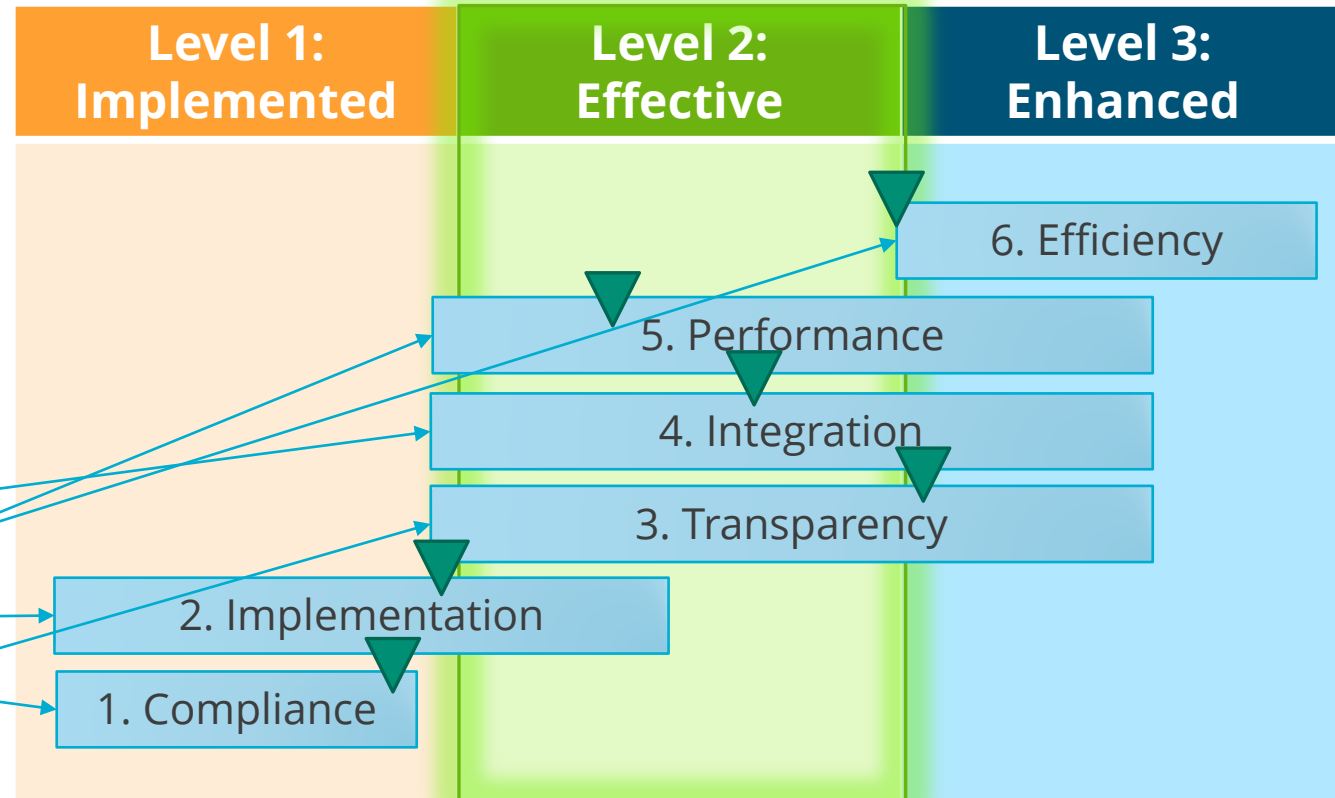 Level 1:
Implemented
Level 2:
Effective
Level 3:
Enhanced
6. Efficiency
5. Performance
4. Integration
3. Transparency
2. Implementation
1. Compliance